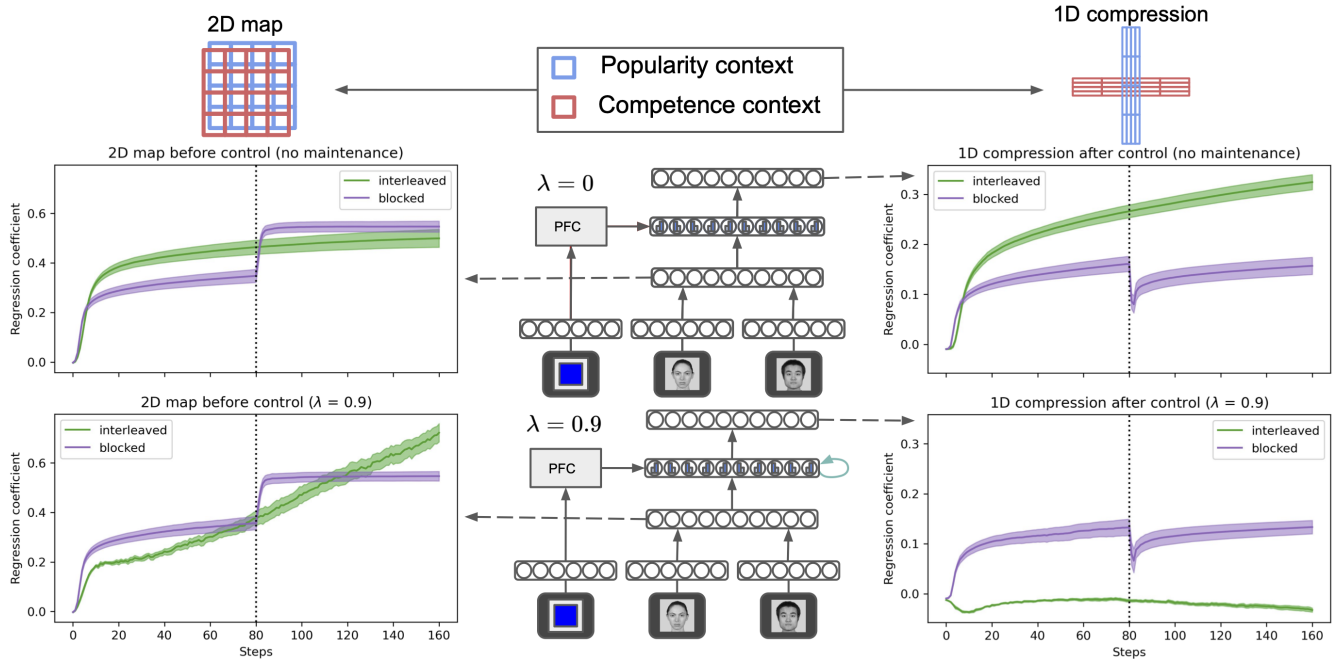 2D map
1D compression
Popularity context
Competence context
2D map before control (no maintenance)
Regression coefficient
0.6
0.4
0.2
0.0
interleaved
blocked
λ = 0
PFC
1D compression after control (no maintenance)
Regression coefficient
0.3
0.2
0.1
0.0
interleaved
blocked
2D map before control (λ = 0.9)
Regression coefficient
0.6
0.4
0.2
0.0
interleaved
blocked
0 20 40 60 80 100 120 140 160
Steps
λ = 0.9
PFC
1D compression after control (λ = 0.9)
Regression coefficient
0.3
0.2
0.1
0.0
interleaved
blocked
0 20 40 60 80 100 120 140 160
Steps